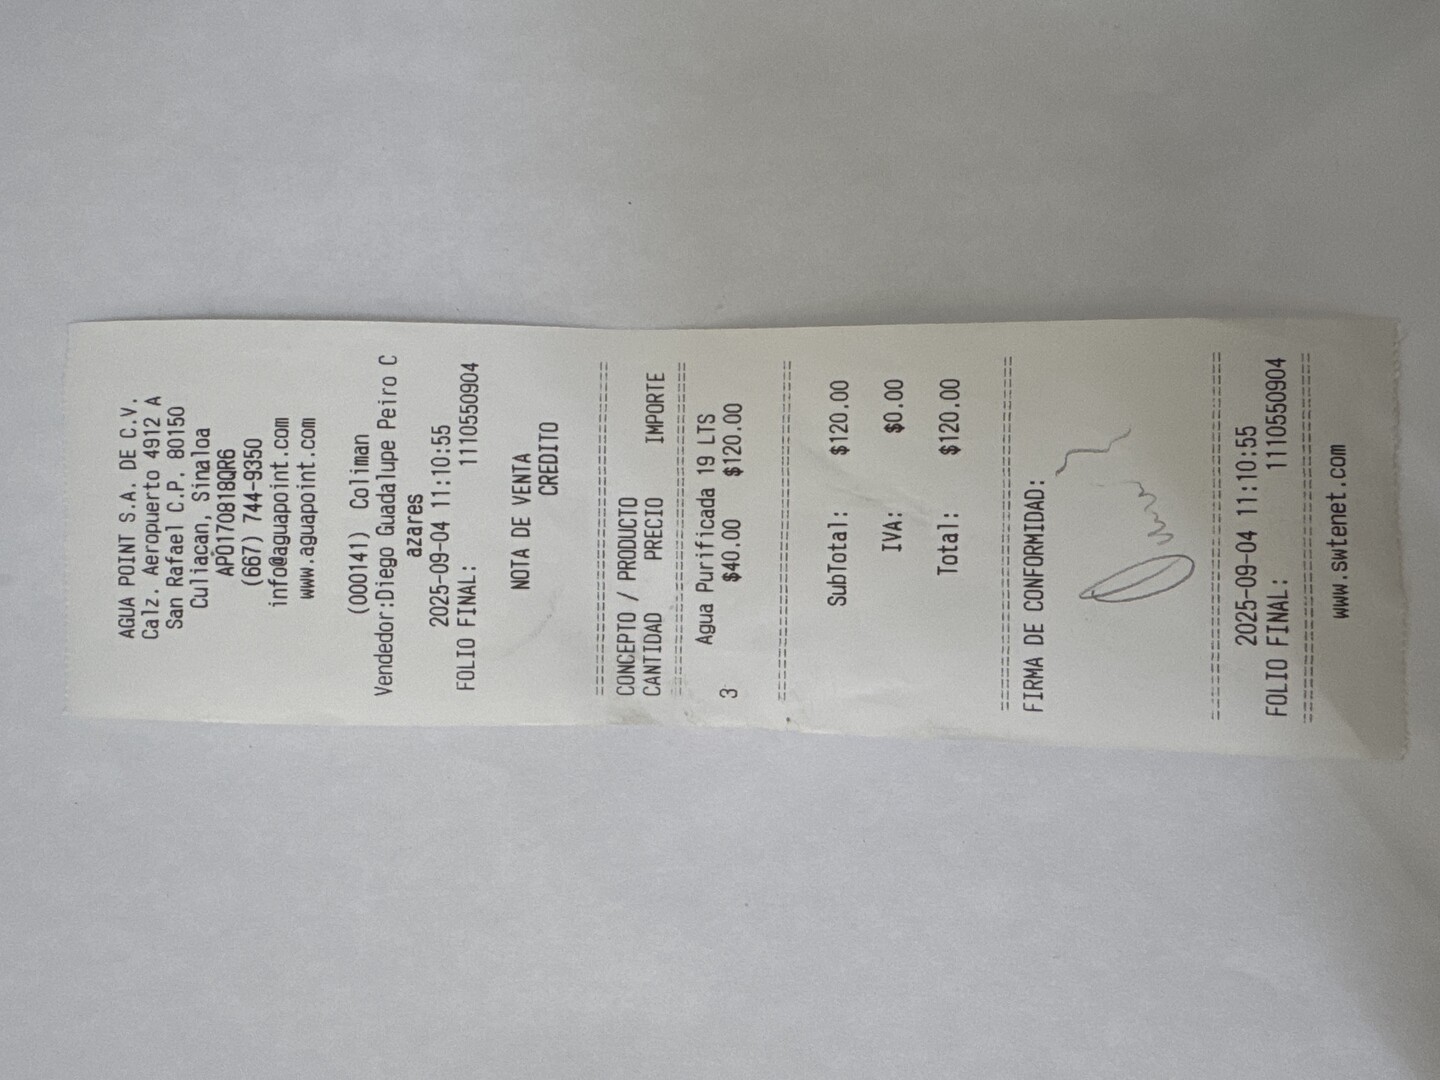 AGUA POINT S.A. DE C.V.
Calz. Aeropuerto 4912 A
San Rafael C.P. 80150
Culiacan, Sinaloa
APO170818QR6
(667) 744-9350
info@aguapoint.com
www.aguapoint.com
(000141) Coliman
Vendedor:Diego Guadalupe Peiro C
azares
2025-09-04 11:10:55
FOLIO FINAL: 1110550904
NOTA DE VENTA
CREDITO
================================
CONCEPTO / PRODUCTO
CANTIDAD PRECIO IMPORTE
================================
Agua Purificada 19 LTS
3 $40.00 $120.00
================================
SubTotal: $120.00
IVA: $0.00
Total: $120.00
================================
FIRMA DE CONFORMIDAD:
================================
2025-09-04 11:10:55
FOLIO FINAL: 1110550904
================================
www.swtenet.com